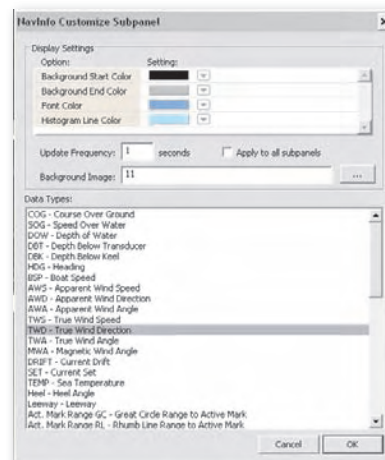 NavInfo Customize Subpanel
Display Settings
Option: Setting:
Background Start Color
Background End Color
Font Color
Histogram Line Color
Update Frequency: 1 seconds Apply to all subpanels
Background Image: 11 ...
Data Types:
COG - Course Over Ground
SOG - Speed Over Water
DOW - Depth of Water
DBT - Depth Below Transducer
DBK - Depth Below Keel
HDG - Heading
BSP - Boat Speed
AWS - Apparent Wind Speed
AWD - Apparent Wind Direction
AWA - Apparent Wind Angle
TWS - True Wind Speed
TWD - True Wind Direction
TWA - True Wind Angle
MWA - Magnetic Wind Angle
DRIFT - Current Drift
SET - Current Set
TEMP - Sea Temperature
Heel - Heel Angle
Leeway - Leeway
Act. Mark Range GC - Great Circle Range to Active Mark
Act. Mark Range RL - Rhumb Line Range to Active Mark
Cancel OK